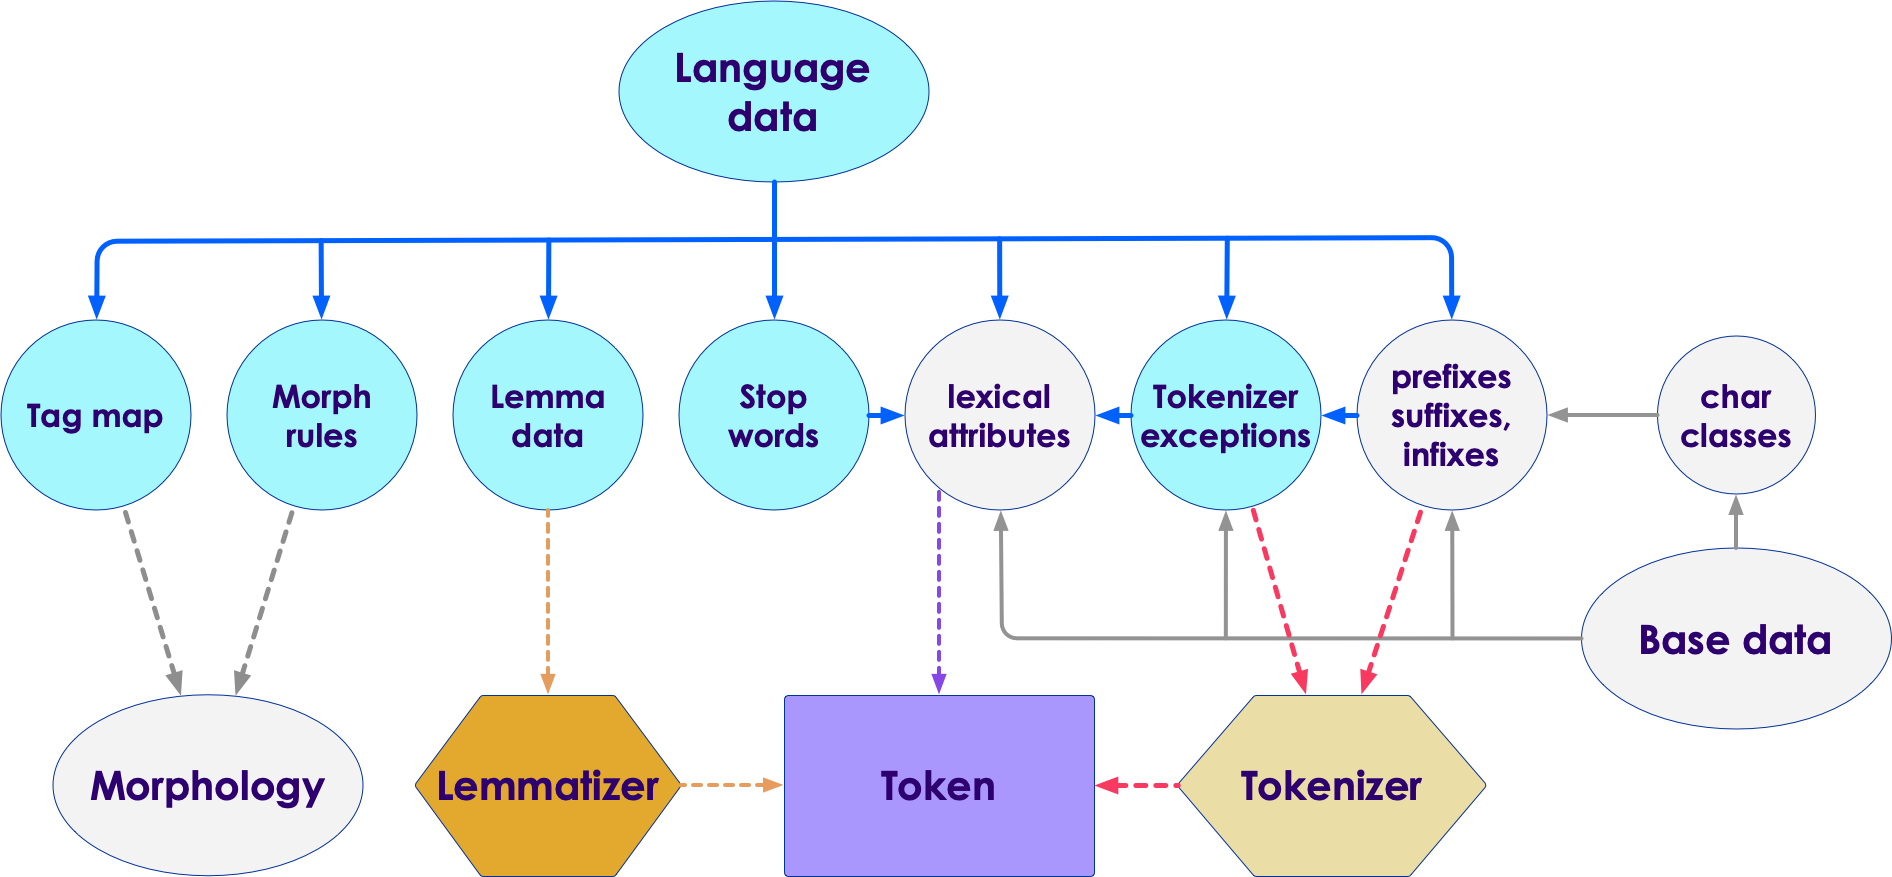 Language
data
Tag map
Morph
rules
Lemma
data
Stop
words
lexical
attributes
Tokenizer
exceptions
prefixes
suffixes,
infixes
char
classes
Base data
Morphology
Lemmatizer
Token
Tokenizer